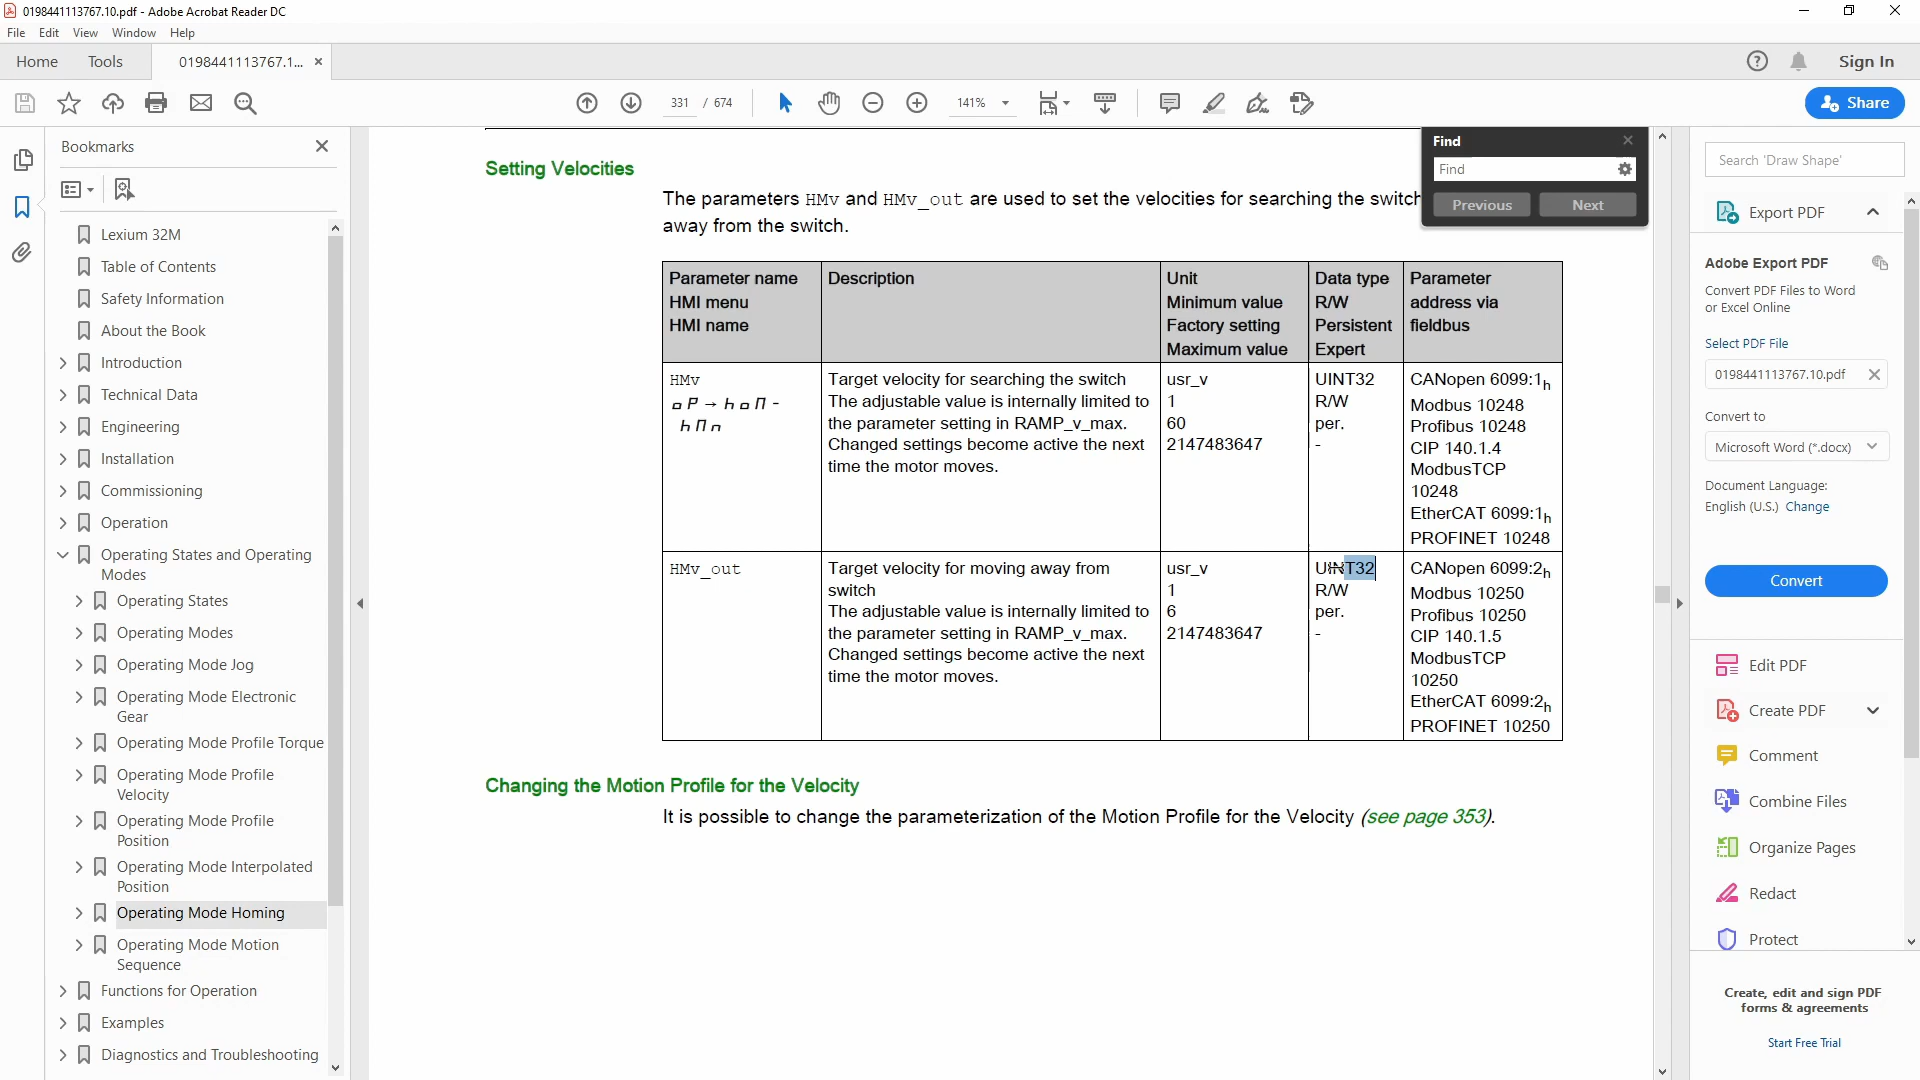 0198441113767.10.pdf - Adobe Acrobat Reader DC
File Edit View Window Help
Home Tools 0198441113767.1... × Sign In
331 / 674 141% Share
Bookmarks
Lexium 32M
Table of Contents
Safety Information
About the Book
Introduction
Technical Data
Engineering
Installation
Commissioning
Operation
Operating States and Operating
Modes
Operating States
Operating Modes
Operating Mode Jog
Operating Mode Electronic
Gear
Operating Mode Profile Torque
Operating Mode Profile
Velocity
Operating Mode Profile
Position
Operating Mode Interpolated
Position
Operating Mode Homing
Operating Mode Motion
Sequence
Functions for Operation
Examples
Diagnostics and Troubleshooting
Setting Velocities
The parameters HMv and HMv_out are used to set the velocities for searching the switch
away from the switch.
Parameter name
HMI menu
HMI name
Description
Unit
Minimum value
Factory setting
Maximum value
Data type
R/W
Persistent
Expert
Parameter
address via
fieldbus
HMv
oP → hoM-
hMn
Target velocity for searching the switch
The adjustable value is internally limited to
the parameter setting in RAMP_v_max.
Changed settings become active the next
time the motor moves.
usr_v
1
60
2147483647
UINT32
R/W
per.
-
CANopen 6099:1h
Modbus 10248
Profibus 10248
CIP 140.1.4
ModbusTCP
10248
EtherCAT 6099:1h
PROFINET 10248
HMv_out
Target velocity for moving away from
switch
The adjustable value is internally limited to
the parameter setting in RAMP_v_max.
Changed settings become active the next
time the motor moves.
usr_v
1
6
2147483647
UINT32
R/W
per.
-
CANopen 6099:2h
Modbus 10250
Profibus 10250
CIP 140.1.5
ModbusTCP
10250
EtherCAT 6099:2h
PROFINET 10250
Changing the Motion Profile for the Velocity
It is possible to change the parameterization of the Motion Profile for the Velocity (see page 353).
Find
Find
Previous Next
Search 'Draw Shape'
Export PDF
Adobe Export PDF
Convert PDF Files to Word
or Excel Online
Select PDF File
0198441113767.10.pdf
Convert to
Microsoft Word (*.docx)
Document Language:
English (U.S.) Change
Convert
Edit PDF
Create PDF
Comment
Combine Files
Organize Pages
Redact
Protect
Create, edit and sign PDF
forms & agreements
Start Free Trial